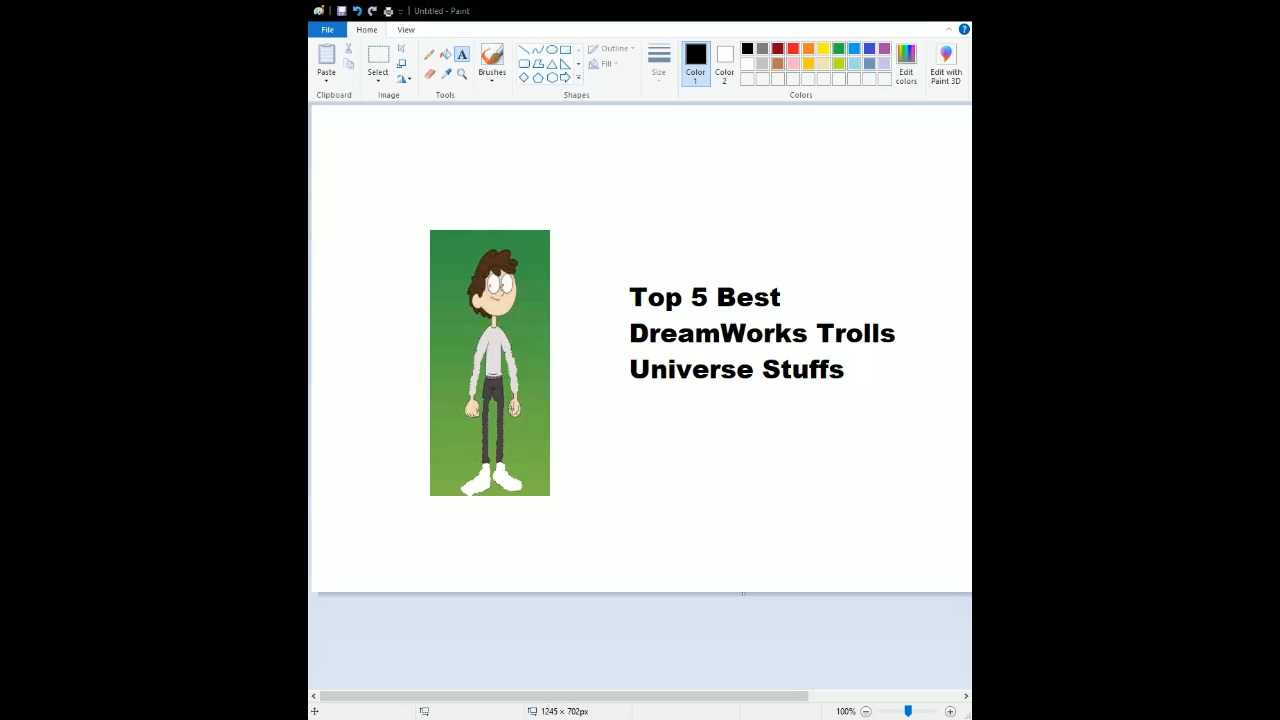 Untitled - Paint
File
Home
View
Paste
Select
Brushes
Outline
Fill
Size
Color
1
Color
2
Edit
colors
Edit with
Paint 3D
Clipboard
Image
Tools
Shapes
Colors
Top 5 Best
DreamWorks Trolls
Universe Stuffs
1245 × 702px
100%